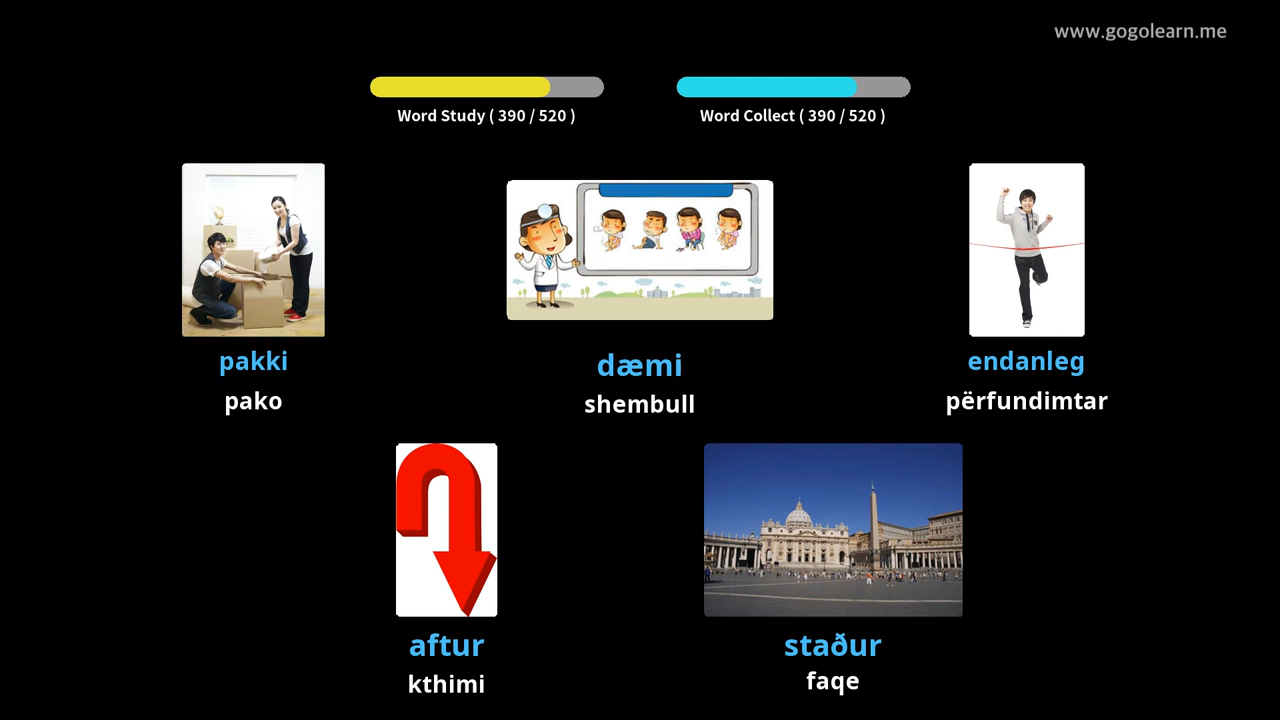 www.gogolearn.me
Word Study ( 390 / 520 )
Word Collect ( 390 / 520 )
pakki
pako
dæmi
shembull
endanleg
përfundimtar
aftur
kthimi
staður
faqe